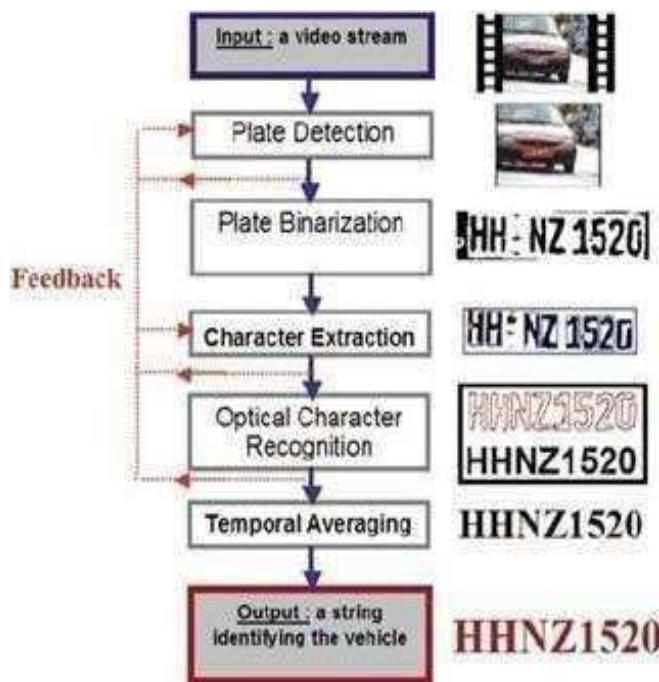 Input : a video stream
Plate Detection
Plate Binarization
HH NZ 1520
Feedback
Character Extraction
HH NZ 1520
Optical Character
Recognition
HHNZ1520
HHNZ1520
Temporal Averaging
HHNZ1520
Output : a string
identifying the vehicle
HHNZ1520